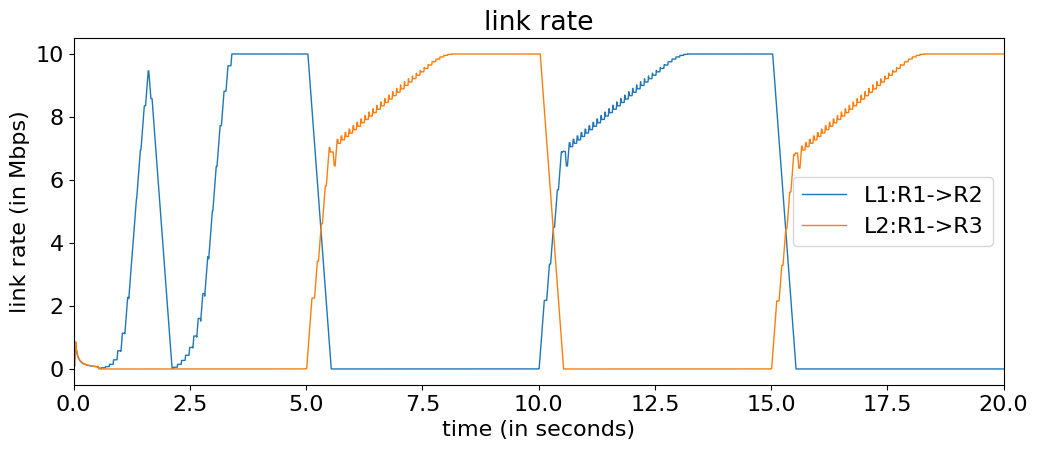 link rate
link rate (in Mbps)
10
8
6
4
2
0
L1:R1->R2
L2:R1->R3
0.0 2.5 5.0 7.5 10.0 12.5 15.0 17.5 20.0
time (in seconds)